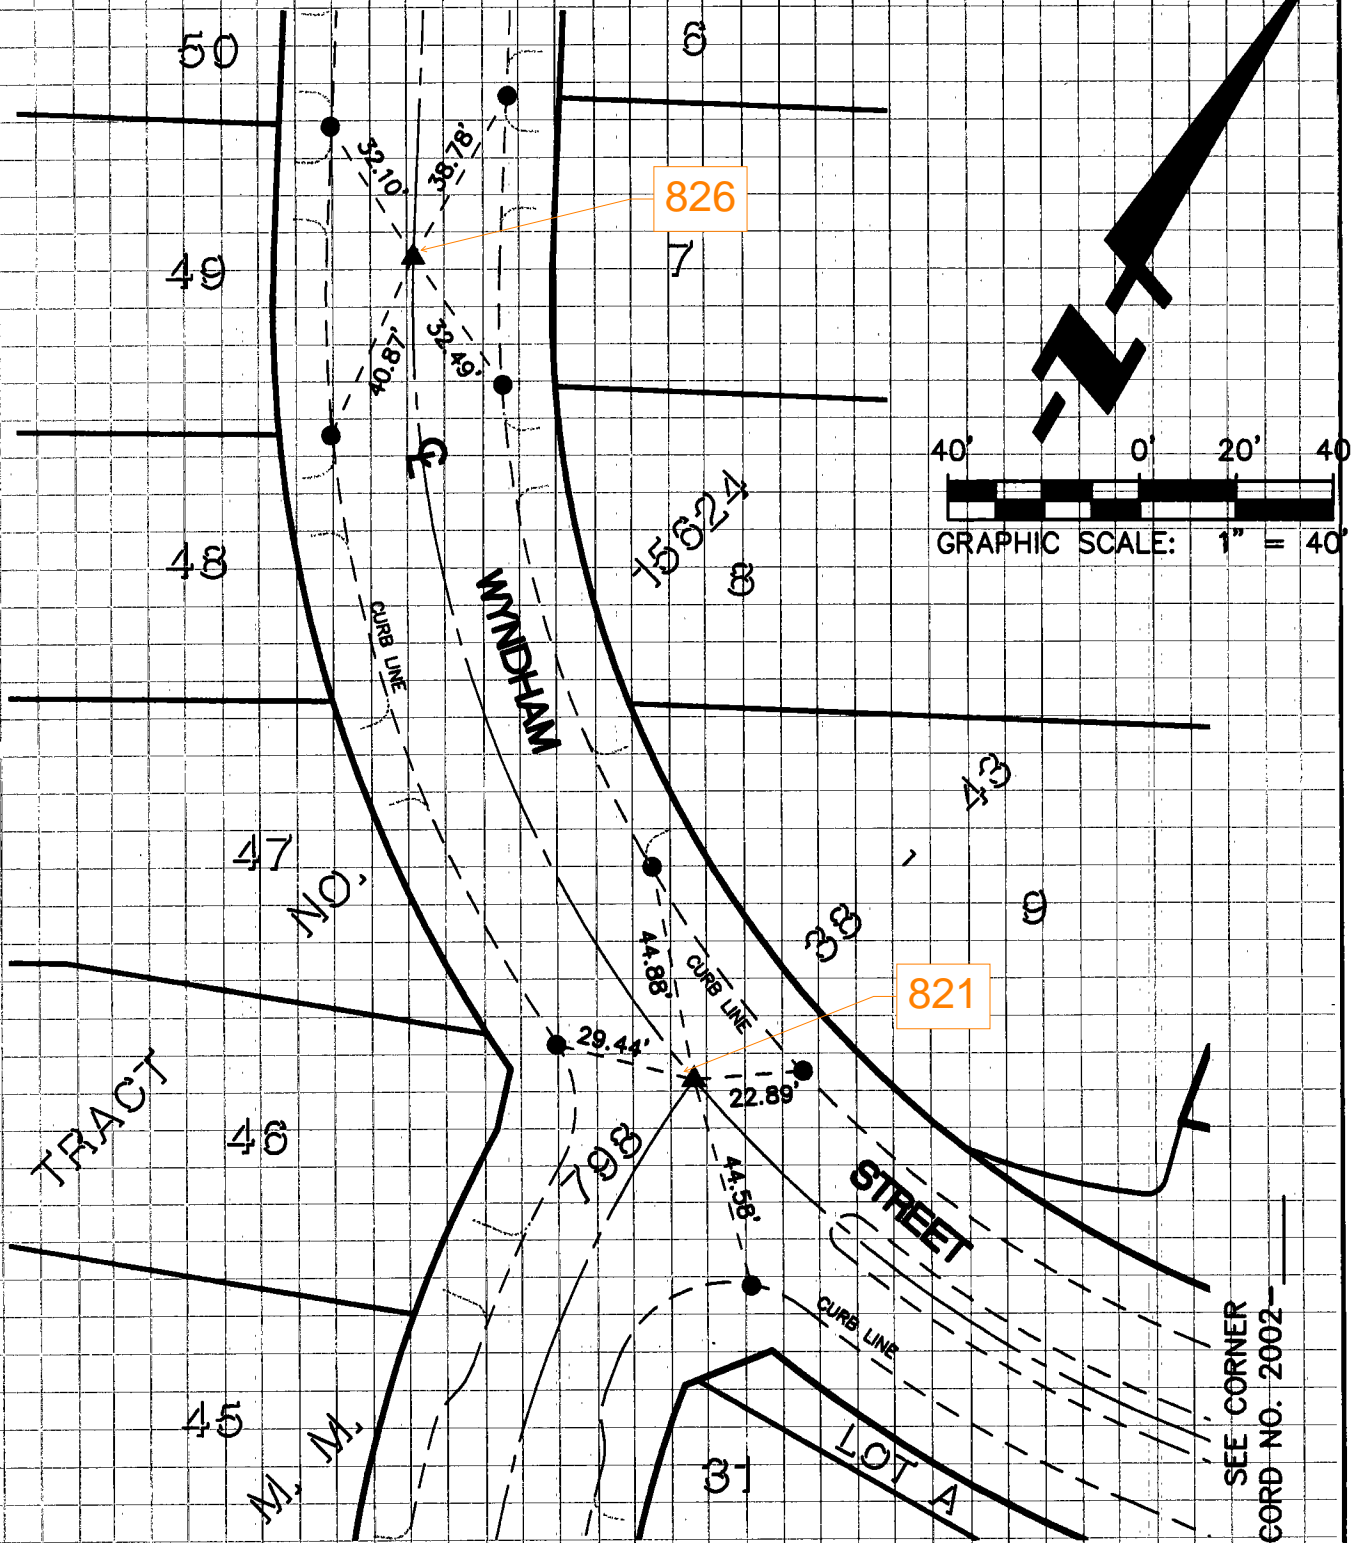 50
6
32.10'
38.78'
826
49
7
40.87'
32.49'
40'
0'
20'
40'
GRAPHIC SCALE: 1" = 40'
48
15624
8
WYNDHAM
CURB LINE
43
-
47
NO.
38
9
44.88'
CURB LINE
821
29.44'
22.89'
TRACT
46
798
44.58'
STREET
CURB LINE
45
M. M.
31
LOT A
SEE CORNER
CORD NO. 2002-
N